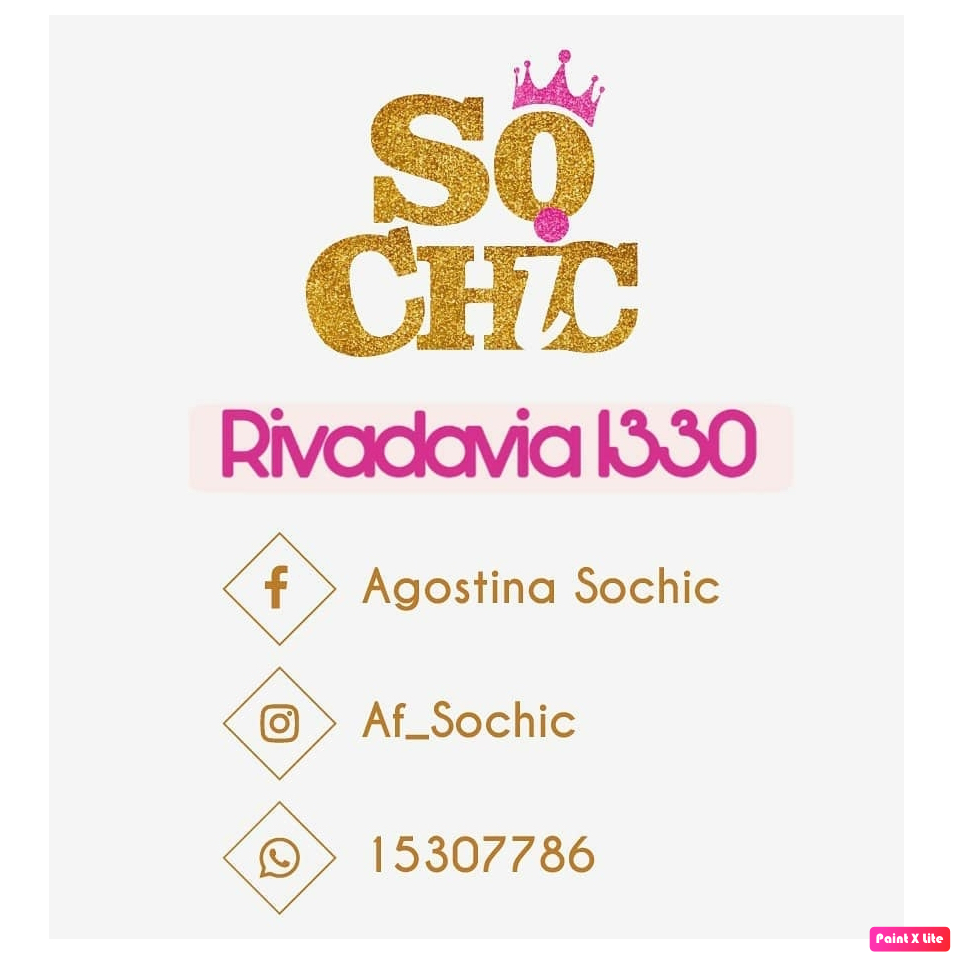 SO
CHiC
Rivadavia 1330
Agostina Sochic
Af_Sochic
15307786
Paint X Lite